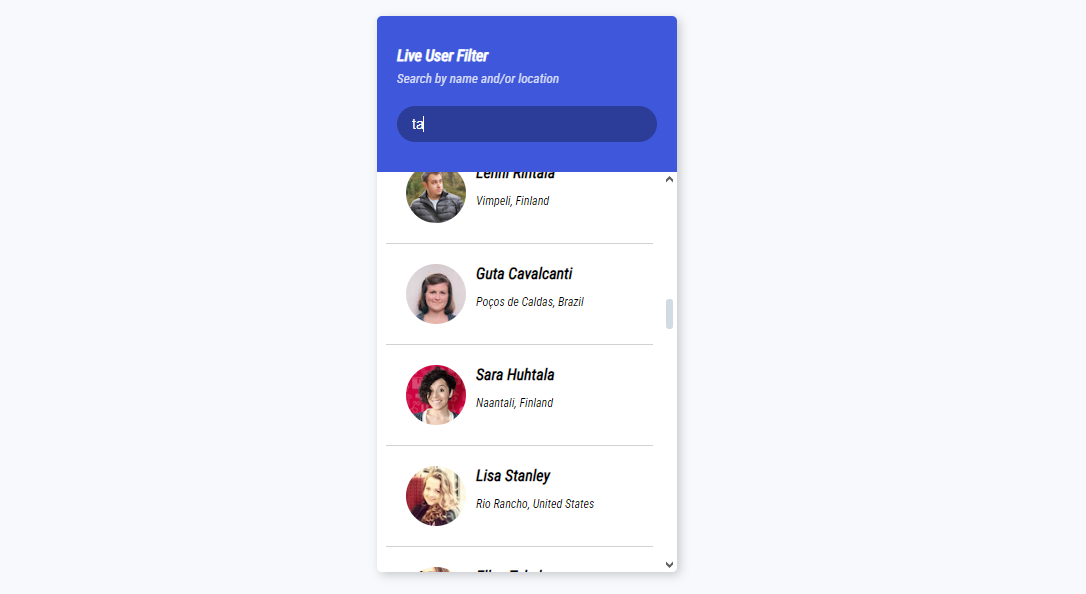 Live User Filter
Search by name and/or location
ta
Lenni Rintala
Vimpeli, Finland
Guta Cavalcanti
Poços de Caldas, Brazil
Sara Huhtala
Naantali, Finland
Lisa Stanley
Rio Rancho, United States